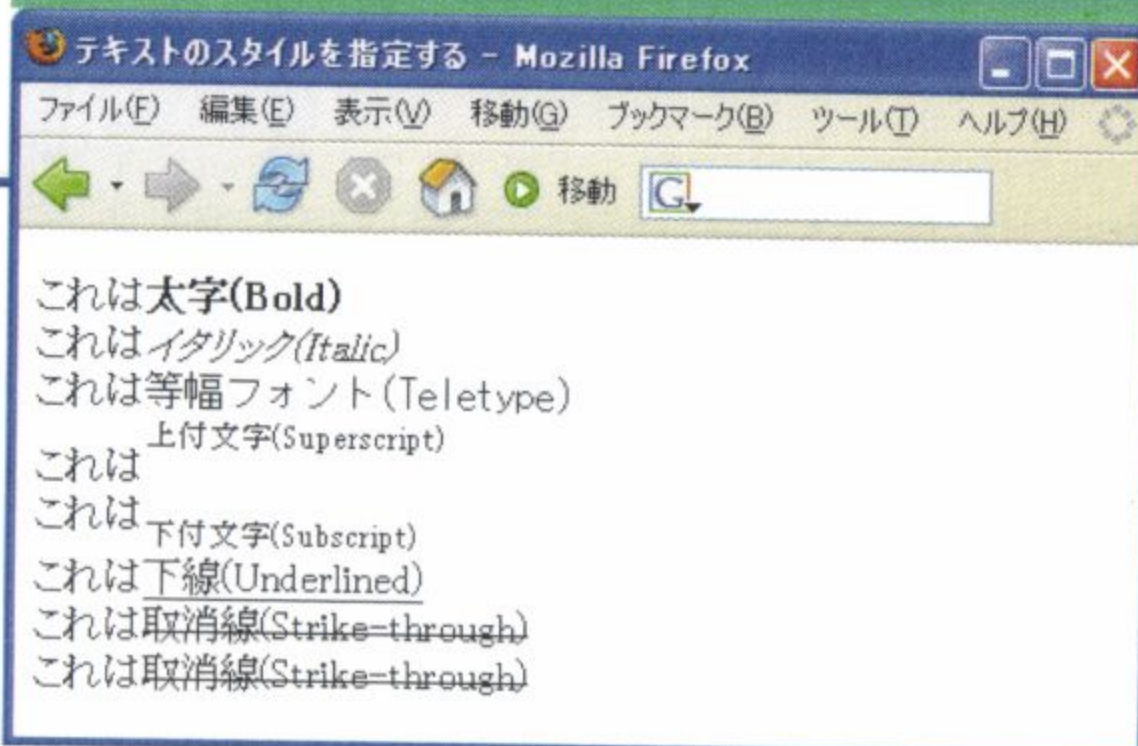 テキストのスタイルを指定する - Mozilla Firefox
ファイル(F) 編集(E) 表示(V) 移動(G) ブックマーク(B) ツール(T) ヘルプ(H)
移動 G
これは太字(Bold)
これはイタリック(Italic)
これは等幅フォント(Teletype)
これは上付文字(Superscript)
これは下付文字(Subscript)
これは下線(Underlined)
これは取消線(Strike-through)
これは取消線(Strike-through)